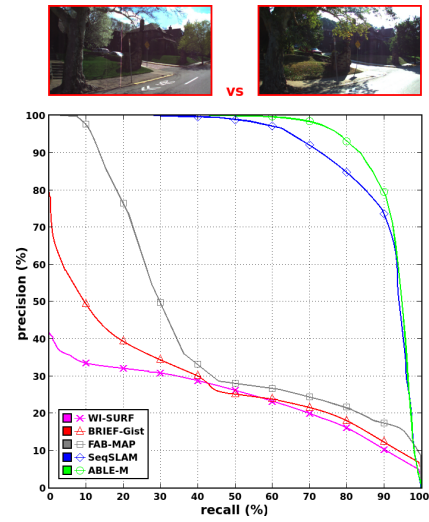 vs
100
90
80
70
60
50
40
30
20
10
0
precision (%)
WI-SURF
BRIEF-Gist
FAB-MAP
SeqSLAM
ABLE-M
0 10 20 30 40 50 60 70 80 90 100
recall (%)